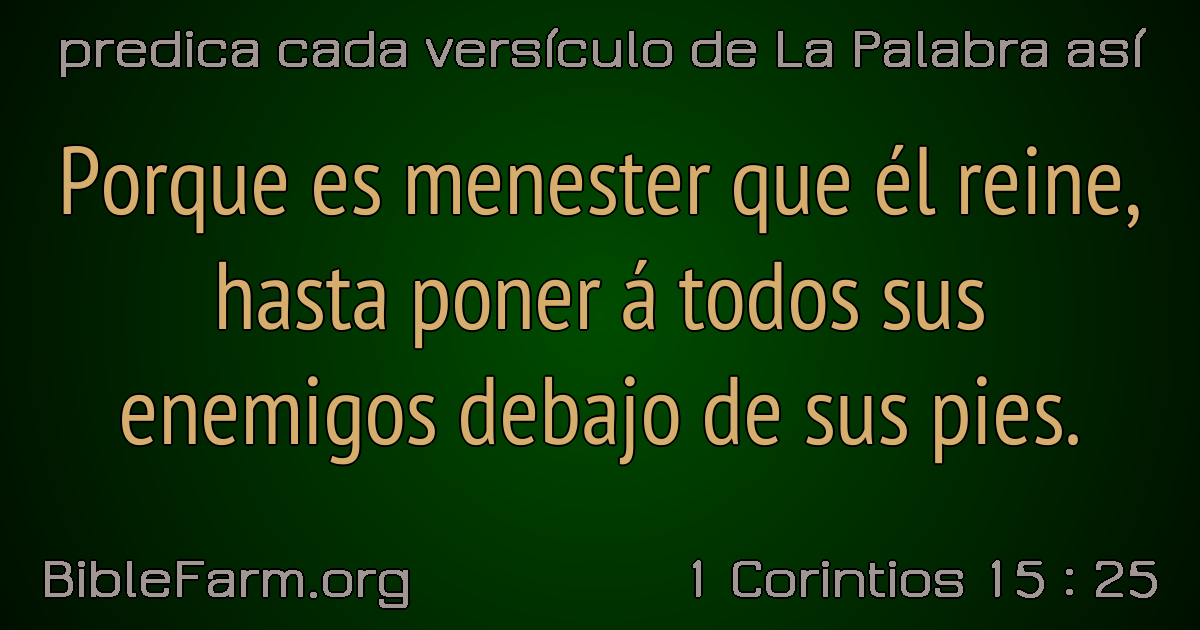 predica cada versículo de La Palabra así
Porque es menester que él reine,
hasta poner á todos sus
enemigos debajo de sus pies.
BibleFarm.org
1 Corintios 15 : 25